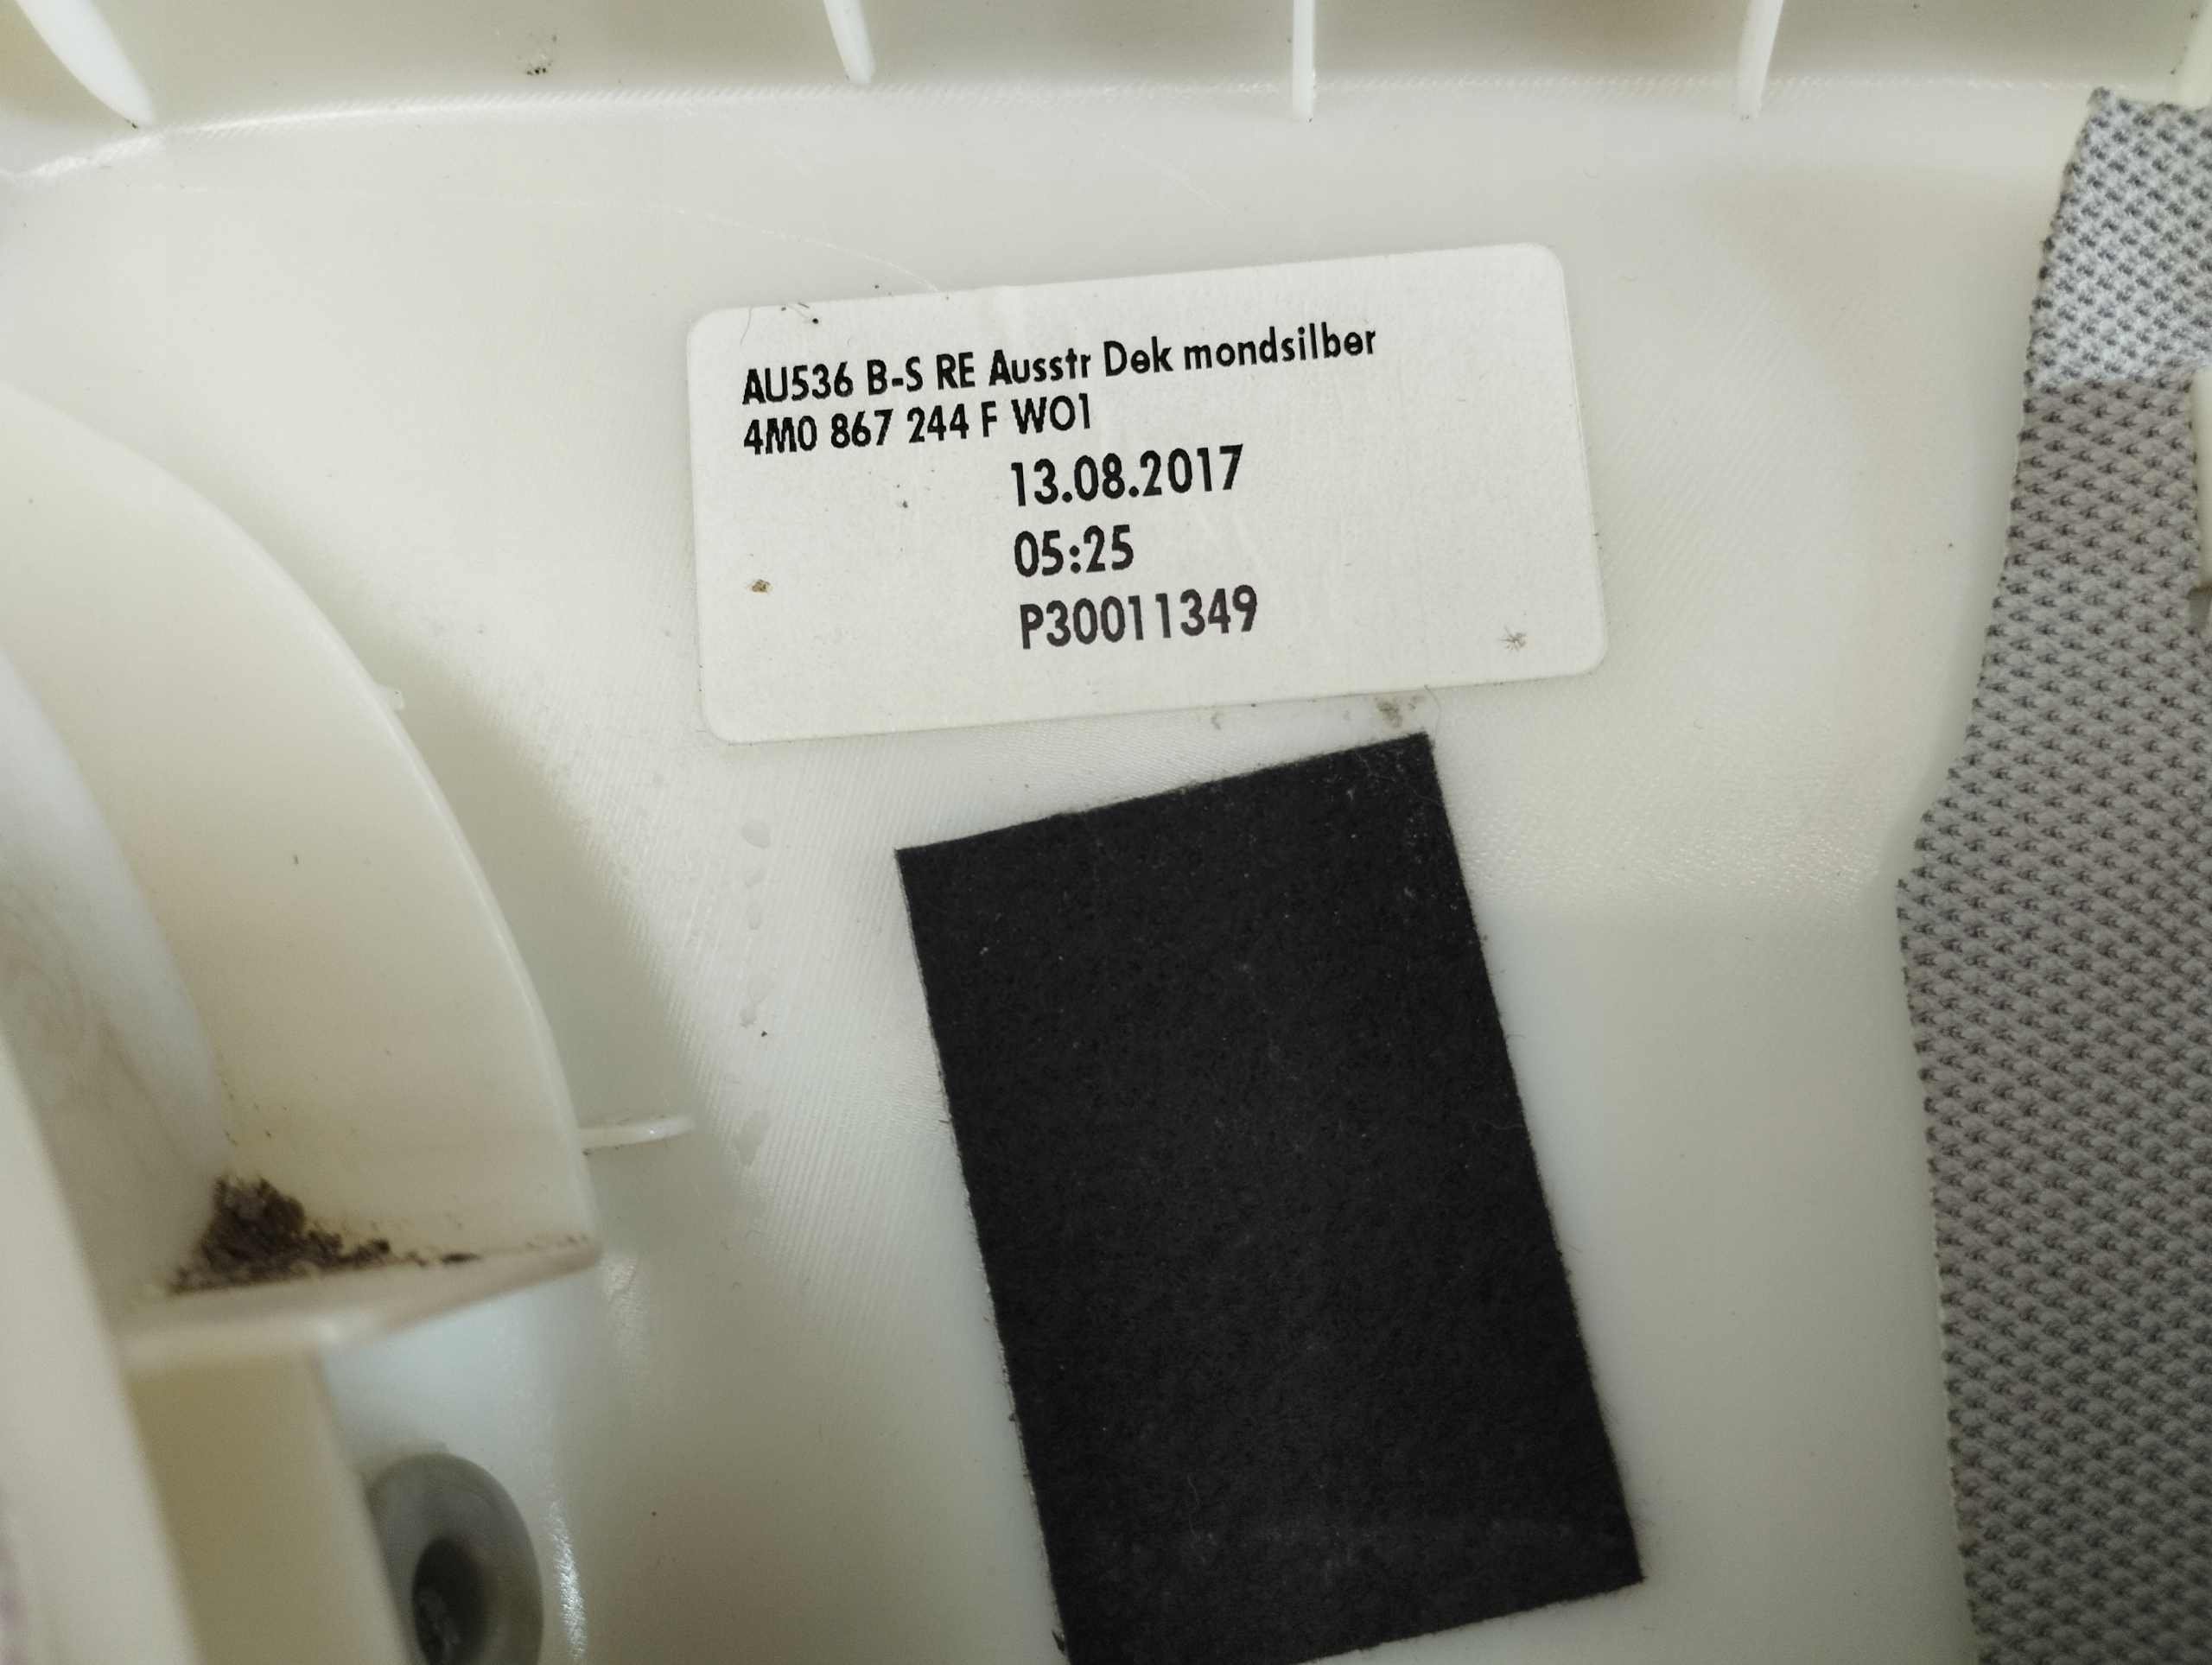 AU536 B-S RE Ausstr Dek mondsilber
4M0 867 244 F WO1
13.08.2017
05:25
P30011349